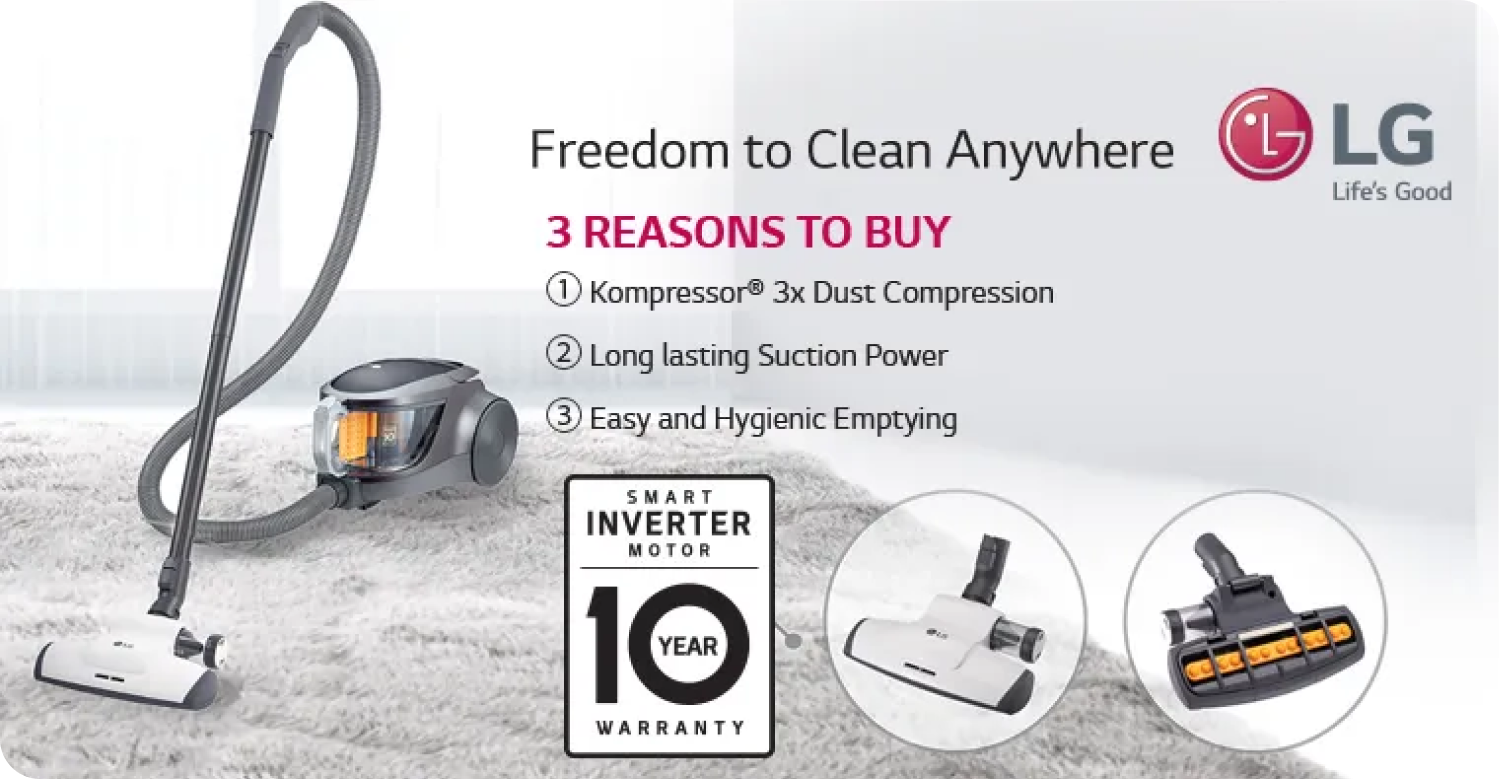 Freedom to Clean Anywhere
LG
Life's Good
3 REASONS TO BUY
① Kompressor® 3x Dust Compression
② Long lasting Suction Power
③ Easy and Hygienic Emptying
SMART
INVERTER
MOTOR
10
YEAR
WARRANTY
LG